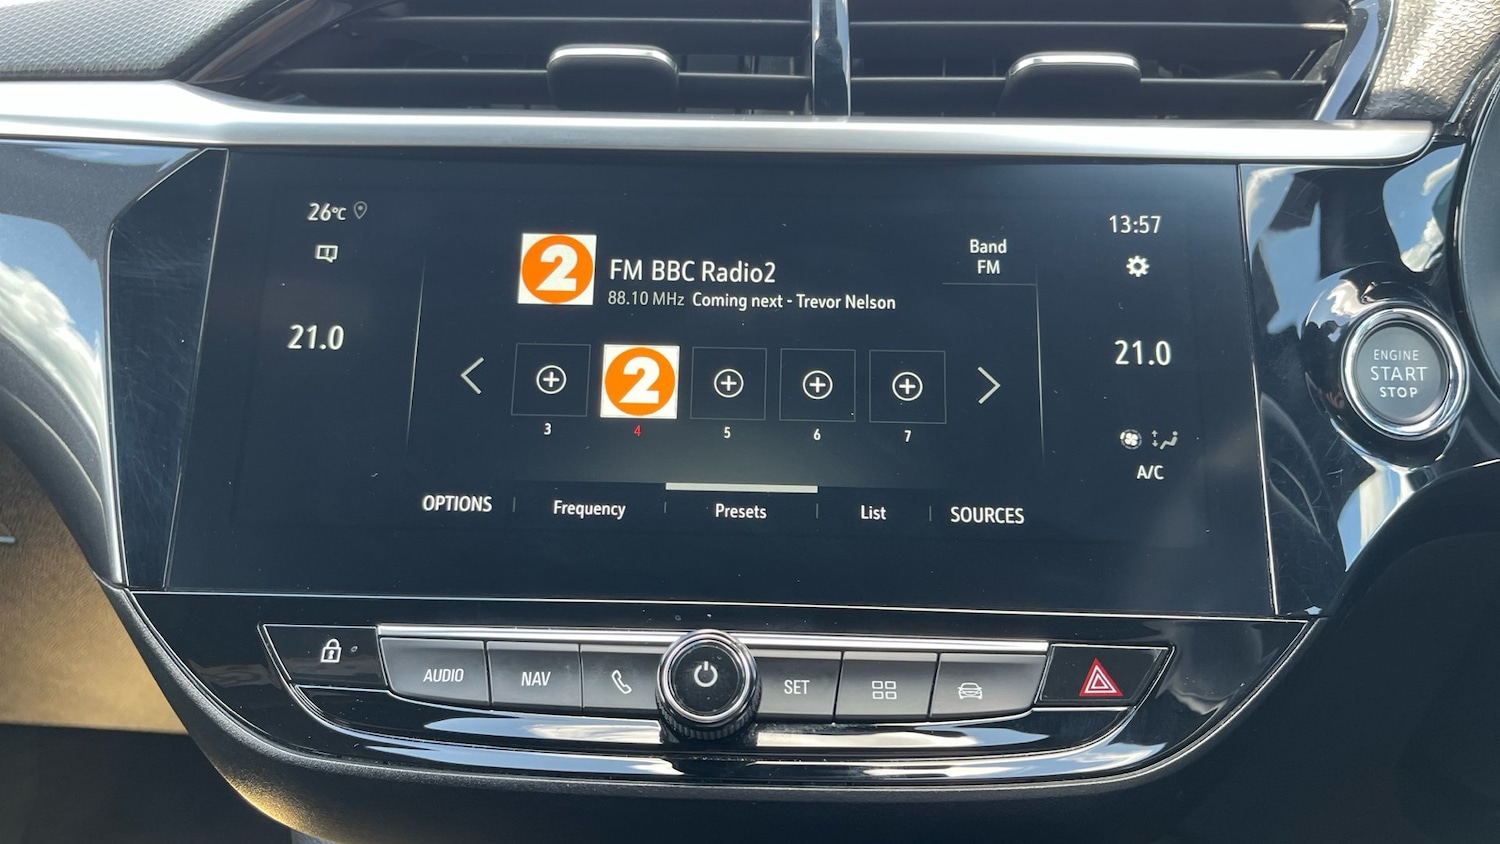 26°C
21.0
2
FM BBC Radio2
88.10 MHz Coming next - Trevor Nelson
Band
FM
13:57
21.0
A/C
2
3
4
5
6
7
OPTIONS
Frequency
Presets
List
SOURCES
ENGINE
START
STOP
AUDIO
NAV
SET